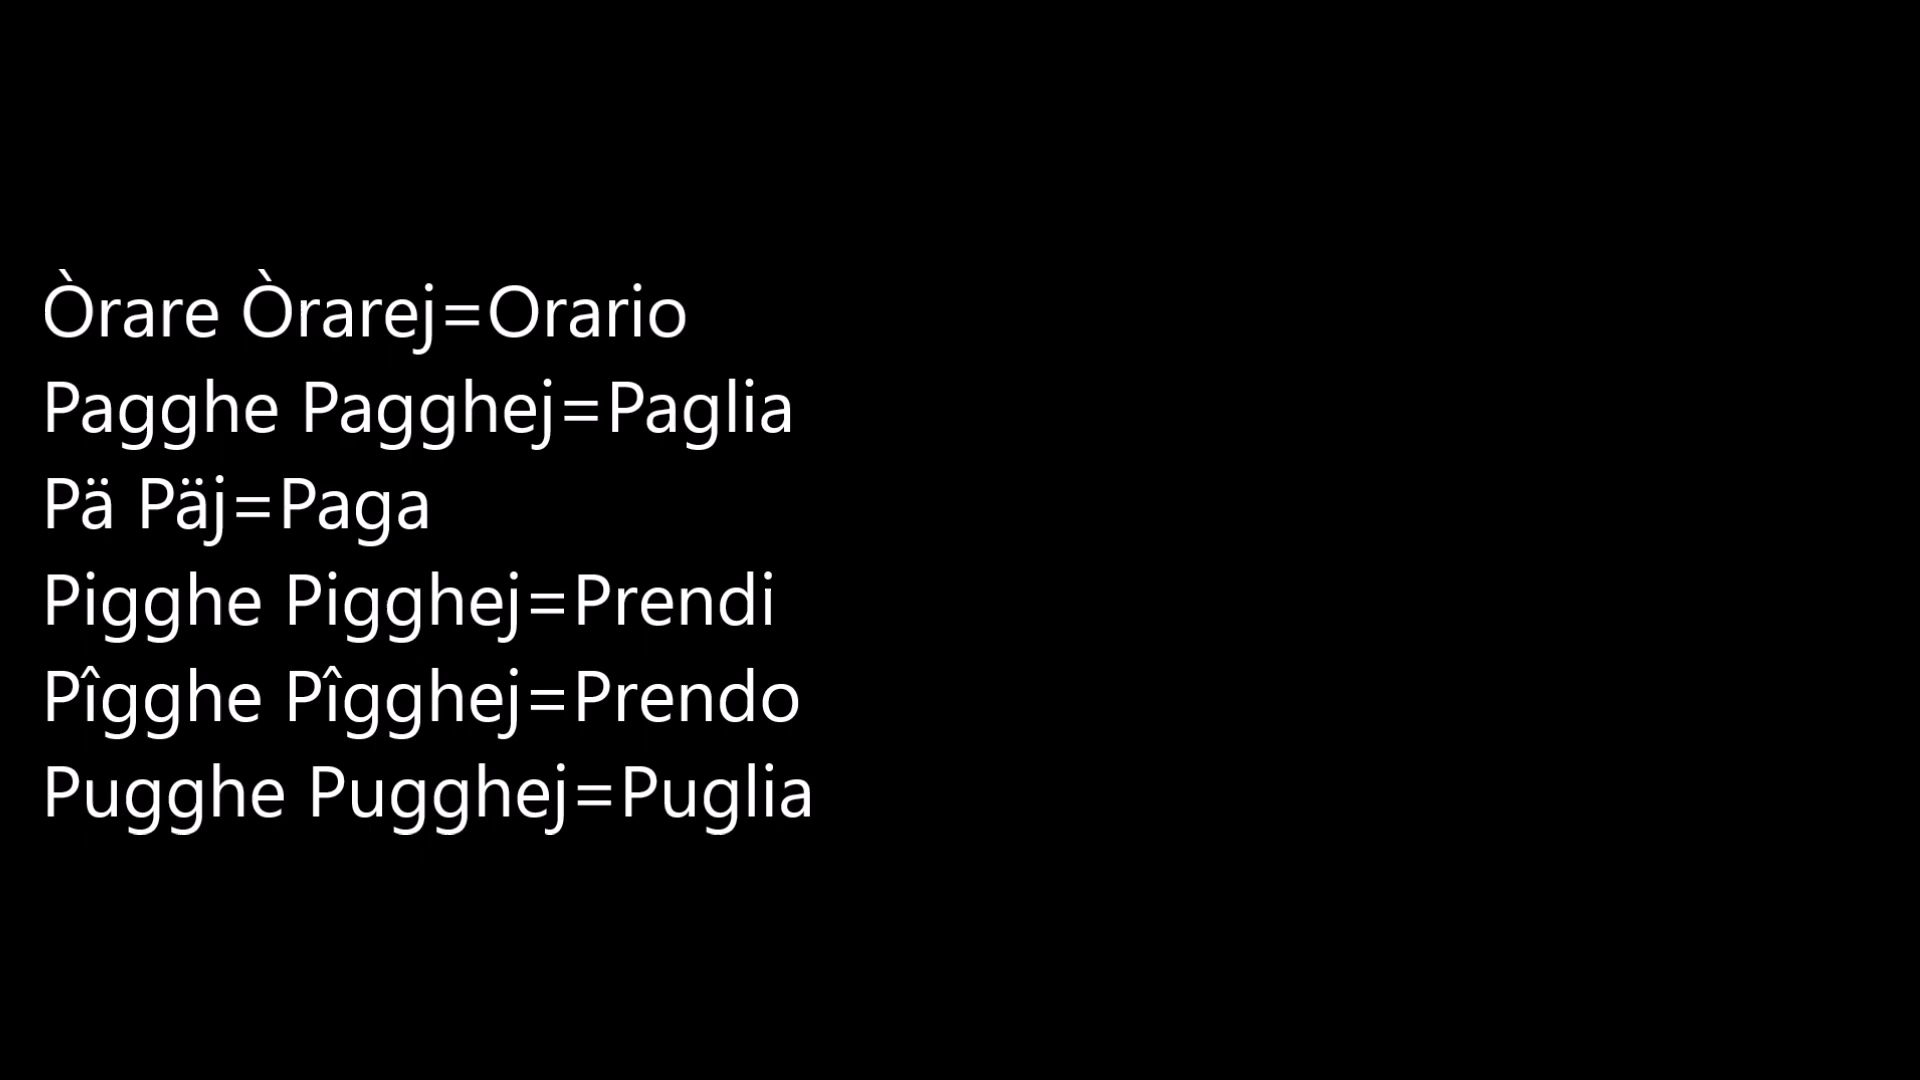 Òrare Òrarej=Orario
Pagghe Pagghej=Paglia
Pä Päj=Paga
Pigghe Pigghej=Prendi
Pîgghe Pîgghej=Prendo
Pugghe Pugghej=Puglia